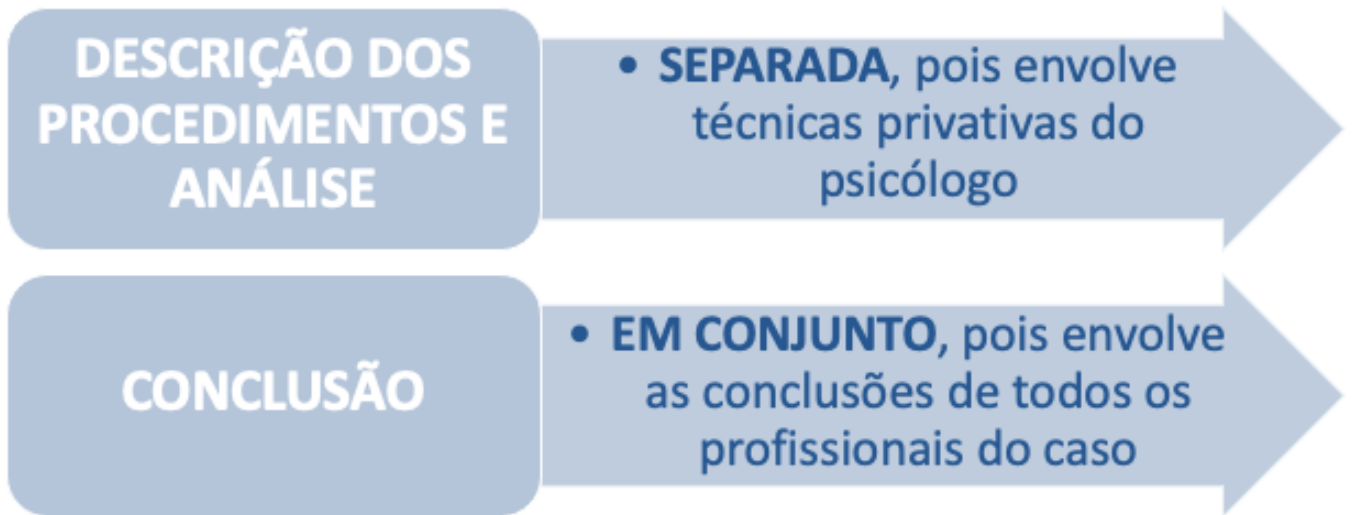 DESCRIÇÃO DOS
PROCEDIMENTOS E
ANÁLISE
• SEPARADA, pois envolve
técnicas privativas do
psicólogo
CONCLUSÃO
• EM CONJUNTO, pois envolve
as conclusões de todos os
profissionais do caso